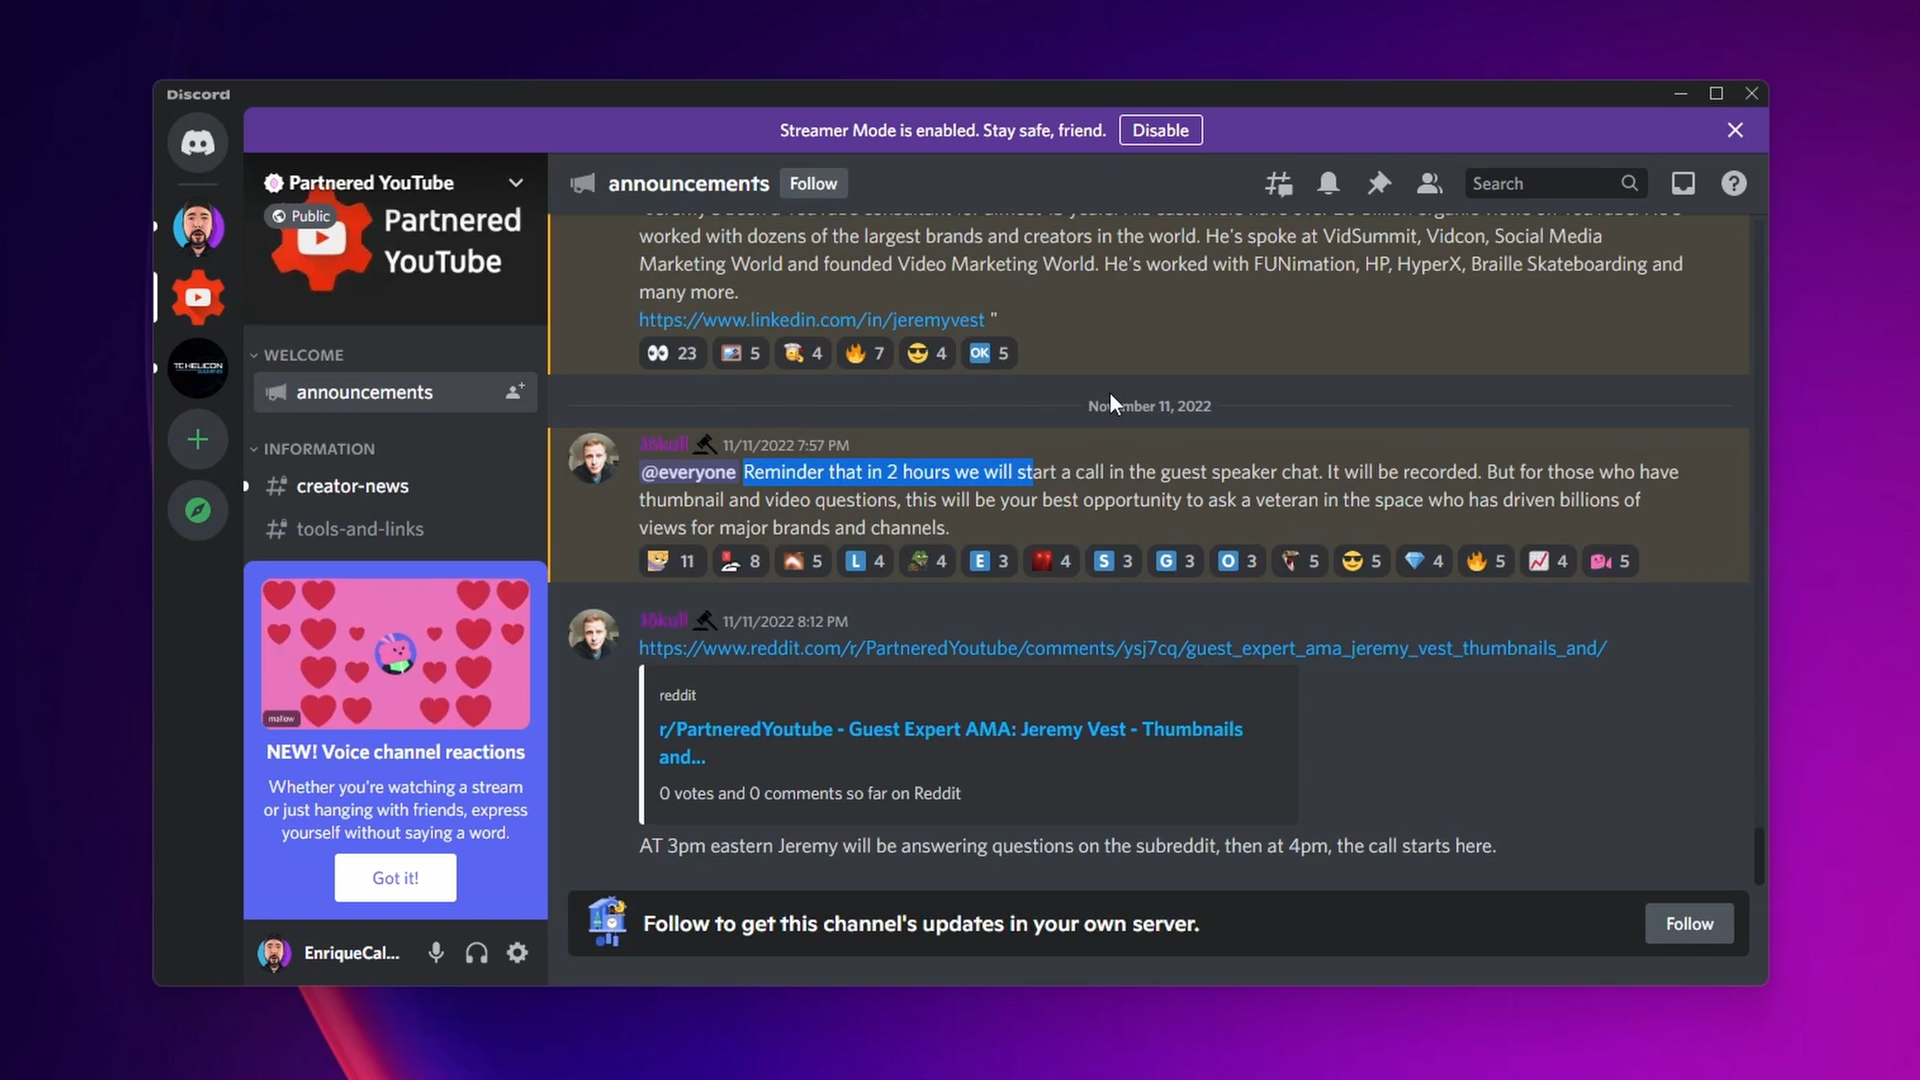 Discord
Streamer Mode is enabled. Stay safe, friend. Disable
Partnered YouTube
Public
Partnered
YouTube
announcements Follow
Search
worked with dozens of the largest brands and creators in the world. He's spoke at VidSummit, Vidcon, Social Media
Marketing World and founded Video Marketing World. He's worked with FUNimation, HP, HyperX, Braille Skateboarding and
many more.
https://www.linkedin.com/in/jeremyvest "
23 5 4 7 4 OK 5
TC HELICON
GAMING
WELCOME
announcements
INFORMATION
creator-news
tools-and-links
November 11, 2022
Jökull 11/11/2022 7:57 PM
@everyone Reminder that in 2 hours we will start a call in the guest speaker chat. It will be recorded. But for those who have
thumbnail and video questions, this will be your best opportunity to ask a veteran in the space who has driven billions of
views for major brands and channels.
11 8 5 L 4 4 E 3 4 S 3 G 3 O 3 5 5 4 5 4 5
Jökull 11/11/2022 8:12 PM
https://www.reddit.com/r/PartneredYoutube/comments/ysj7cq/guest_expert_ama_jeremy_vest_thumbnails_and/
reddit
r/PartneredYoutube - Guest Expert AMA: Jeremy Vest - Thumbnails
and...
0 votes and 0 comments so far on Reddit
AT 3pm eastern Jeremy will be answering questions on the subreddit, then at 4pm, the call starts here.
mallow
NEW! Voice channel reactions
Whether you're watching a stream
or just hanging with friends, express
yourself without saying a word.
Got it!
Follow to get this channel's updates in your own server. Follow
EnriqueCal...